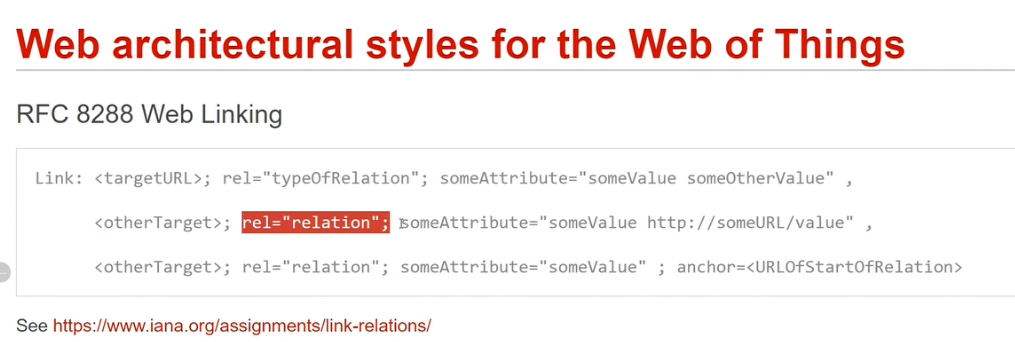 Web architectural styles for the Web of Things
RFC 8288 Web Linking
Link: <targetURL>; rel="typeOfRelation"; someAttribute="someValue someOtherValue" ,
<otherTarget>; rel="relation"; someAttribute="someValue http://someURL/value" ,
<otherTarget>; rel="relation"; someAttribute="someValue" ; anchor=<URLOfStartOfRelation>
See https://www.iana.org/assignments/link-relations/